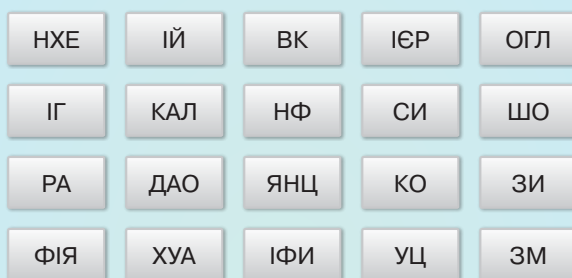 НХЕ ІЙ ВК ІЄР ОГЛ
ІГ КАЛ НФ СИ ШО
РА ДАО ЯНЦ КО ЗИ
ФІЯ ХУА ІФИ УЦ ЗМ